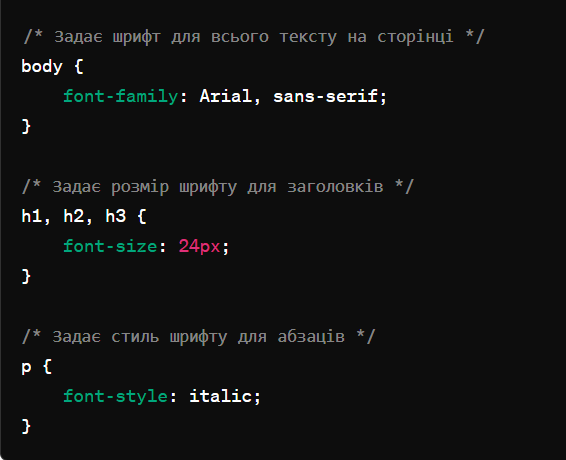 /* Задає шрифт для всього тексту на сторінці */
body {
    font-family: Arial, sans-serif;
}
/* Задає розмір шрифту для заголовків */
h1, h2, h3 {
    font-size: 24px;
}
/* Задає стиль шрифту для абзаців */
p {
    font-style: italic;
}